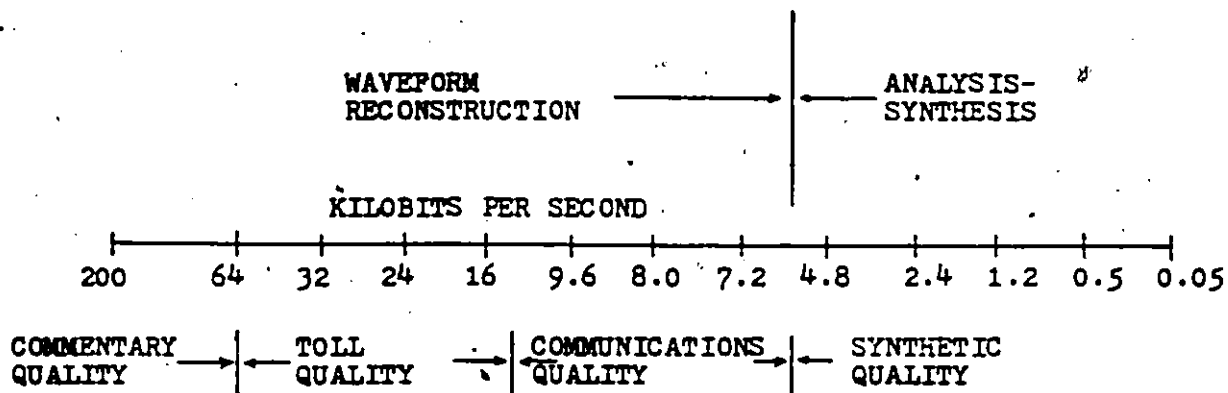 WAVEFORM ANALYSIS-
RECONSTRUCTION SYNTHESIS
KILOBITS PER SECOND
200 64 32 24 16 9.6 8.0 7.2 4.8 2.4 1.2 0.5 0.05
COMMENTARY TOLL COMMUNICATIONS SYNTHETIC
QUALITY QUALITY QUALITY QUALITY